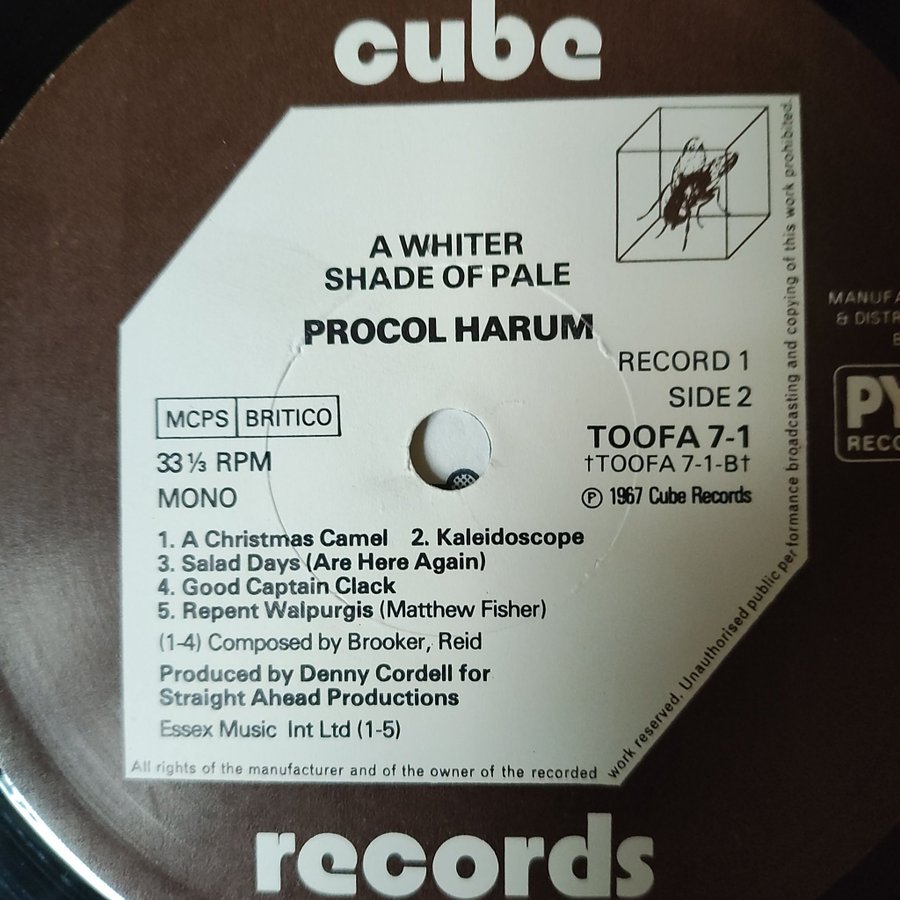 cube
A WHITER
SHADE OF PALE
PROCOL HARUM
RECORD 1
SIDE 2
MCPS BRITICO
TOOFA 7-1
33 ⅓ RPM
†TOOFA 7-1-B†
MONO
Ⓟ 1967 Cube Records
1. A Christmas Camel 2. Kaleidoscope
3. Salad Days (Are Here Again)
4. Good Captain Clack
5. Repent Walpurgis (Matthew Fisher)
(1-4) Composed by Brooker, Reid
Produced by Denny Cordell for
Straight Ahead Productions
Essex Music Int Ltd (1-5)
All rights of the manufacturer and of the owner of the recorded
work reserved. Unauthorised public performance broadcasting and copying of this work prohibited.
records